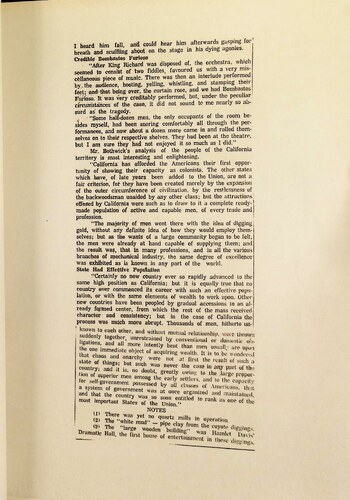 I heard him fall, and could hear him afterwards gasping for
breath and scuffling about on the stage in his dying agonies.
Credible Bombastes Furioso
"After King Richard was disposed of, the orchestra, which
seemed to consist of two fiddles, favoured us with a very mis-
cellaneous piece of music. There was then an interlude performed
by the audience, hooting, yelling, whistling, and stamping their
feet; and that being over, the curtain rose, and we had Bombastes
Furioso. It was very creditably performed, but, under the peculiar
circumstances of the case, it did not sound to me nearly so ab-
surd as the tragedy.
"Some half-dozen men, the only occupants of the room be-
sides myself, had been snoring comfortably all through the per-
formances, and now about a dozen more came in and rolled them-
selves on to their respective shelves. They had been at the theatre,
but I am sure they had not enjoyed it so much as I did."
Mr. Borthwick's analysis of the people of the California
territory is most interesting and enlightening.
"California has afforded the Americans their first oppor-
tunity of showing their capacity as colonists. The other states
which have, of late years been added to the Union, are not a
fair criterion, for they have been created merely by the expansion
of the outer circumference of civilization, by the restlessness of the
backwoodsman unaided by any other class; but the attractions
offered by California were such as to draw to it a complete ready-
made population of active and capable men, of every trade and
profession.
"The majority of men went there with the idea of digging
gold, without any definite idea of how they would employ them-
selves; but as the wants of a large community began to be felt,
the men were already at hand capable of supplying them; and
the result was, that in many professions, and in all the various
branches of mechanical industry, the same degree of excellence
was exhibited as is known in any part of the world.
State Had Effective Population
"Certainly no new country ever so rapidly advanced to the
same high position as California; but it is equally true that no
country ever commenced its career with such an effective popu-
lation, or with the same elements of wealth to work upon. Other
new countries have been peopled by gradual accessions to an al-
ready formed center, from which the rest of the mass received
character and consistency; but in the case of California the
process was much more abrupt. Thousands of men, hitherto un-
known to each other, and without mutual relationship, were thrown
suddenly together, unrestrained by conventional or domestic ob-
ligations, and all more intently bent than men usually are upon
the one immediate object of acquiring wealth. It is to be wondered
that chaos and anarchy were not at first the result of such a
state of things; but such was never the case in any part of the
country; and it is, no doubt, greatly owing to the large propor-
tion of superior men among the early settlers, and to the capacity
for self-government possessed by all classes of Americans, that
a system of government was at once organized and maintained,
and that the country was so soon entitled to rank as one of the
most important States of the Union."
NOTES
(1) There was yet no quartz mills in operation.
(2) The "white mud" — pipe clay from the coyote diggings.
(3) The "large wooden building" was Hamlet Davis'
Dramatic Hall, the first house of entertainment in these diggings.